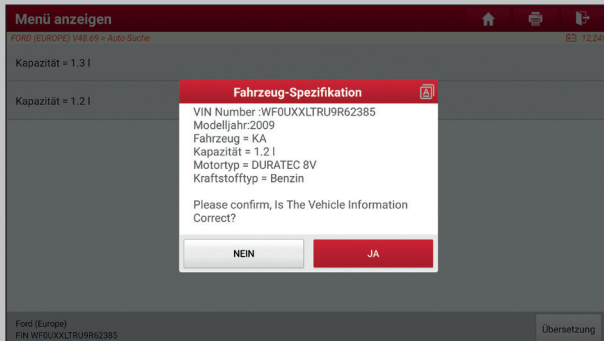 Menü anzeigen
FORD (EUROPE) V48.69 » Auto-Suche
12,24
Kapazität = 1.3 l
Kapazität = 1.2 l
Fahrzeug-Spezifikation
VIN Number :WF0UXXLTRU9R62385
Modelljahr:2009
Fahrzeug = KA
Kapazität = 1.2 l
Motortyp = DURATEC 8V
Kraftstofftyp = Benzin
Please confirm, Is The Vehicle Information
Correct?
NEIN
JA
Ford (Europe)
FIN WF0UXXLTRU9R62385
Übersetzung